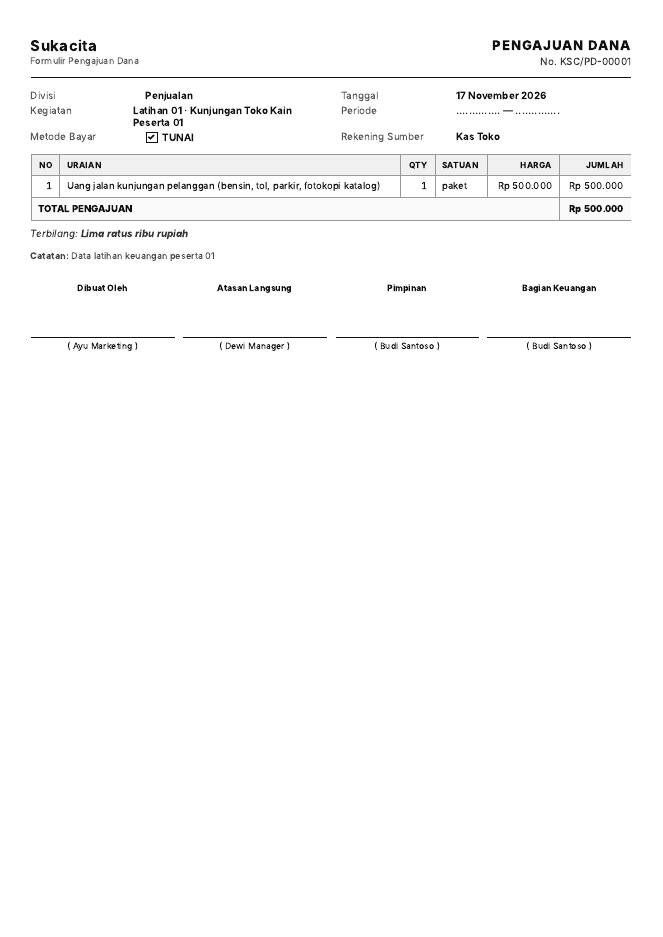 Sukacita
Formulir Pengajuan Dana
PENGAJUAN DANA
No. KSC/PD-00001
Divisi Penjualan Tanggal 17 November 2026
Kegiatan Latihan 01 · Kunjungan Toko Kain Periode ............. — .............
Peserta 01
Metode Bayar TUNAI Rekening Sumber Kas Toko
NO URAIAN QTY SATUAN HARGA JUMLAH
1 Uang jalan kunjungan pelanggan (bensin, tol, parkir, fotokopi katalog) 1 paket Rp 500.000 Rp 500.000
TOTAL PENGAJUAN Rp 500.000
Terbilang: Lima ratus ribu rupiah
Catatan: Data latihan keuangan peserta 01
Dibuat Oleh Atasan Langsung Pimpinan Bagian Keuangan
( Ayu Marketing ) ( Dewi Manager ) ( Budi Santoso ) ( Budi Santoso )